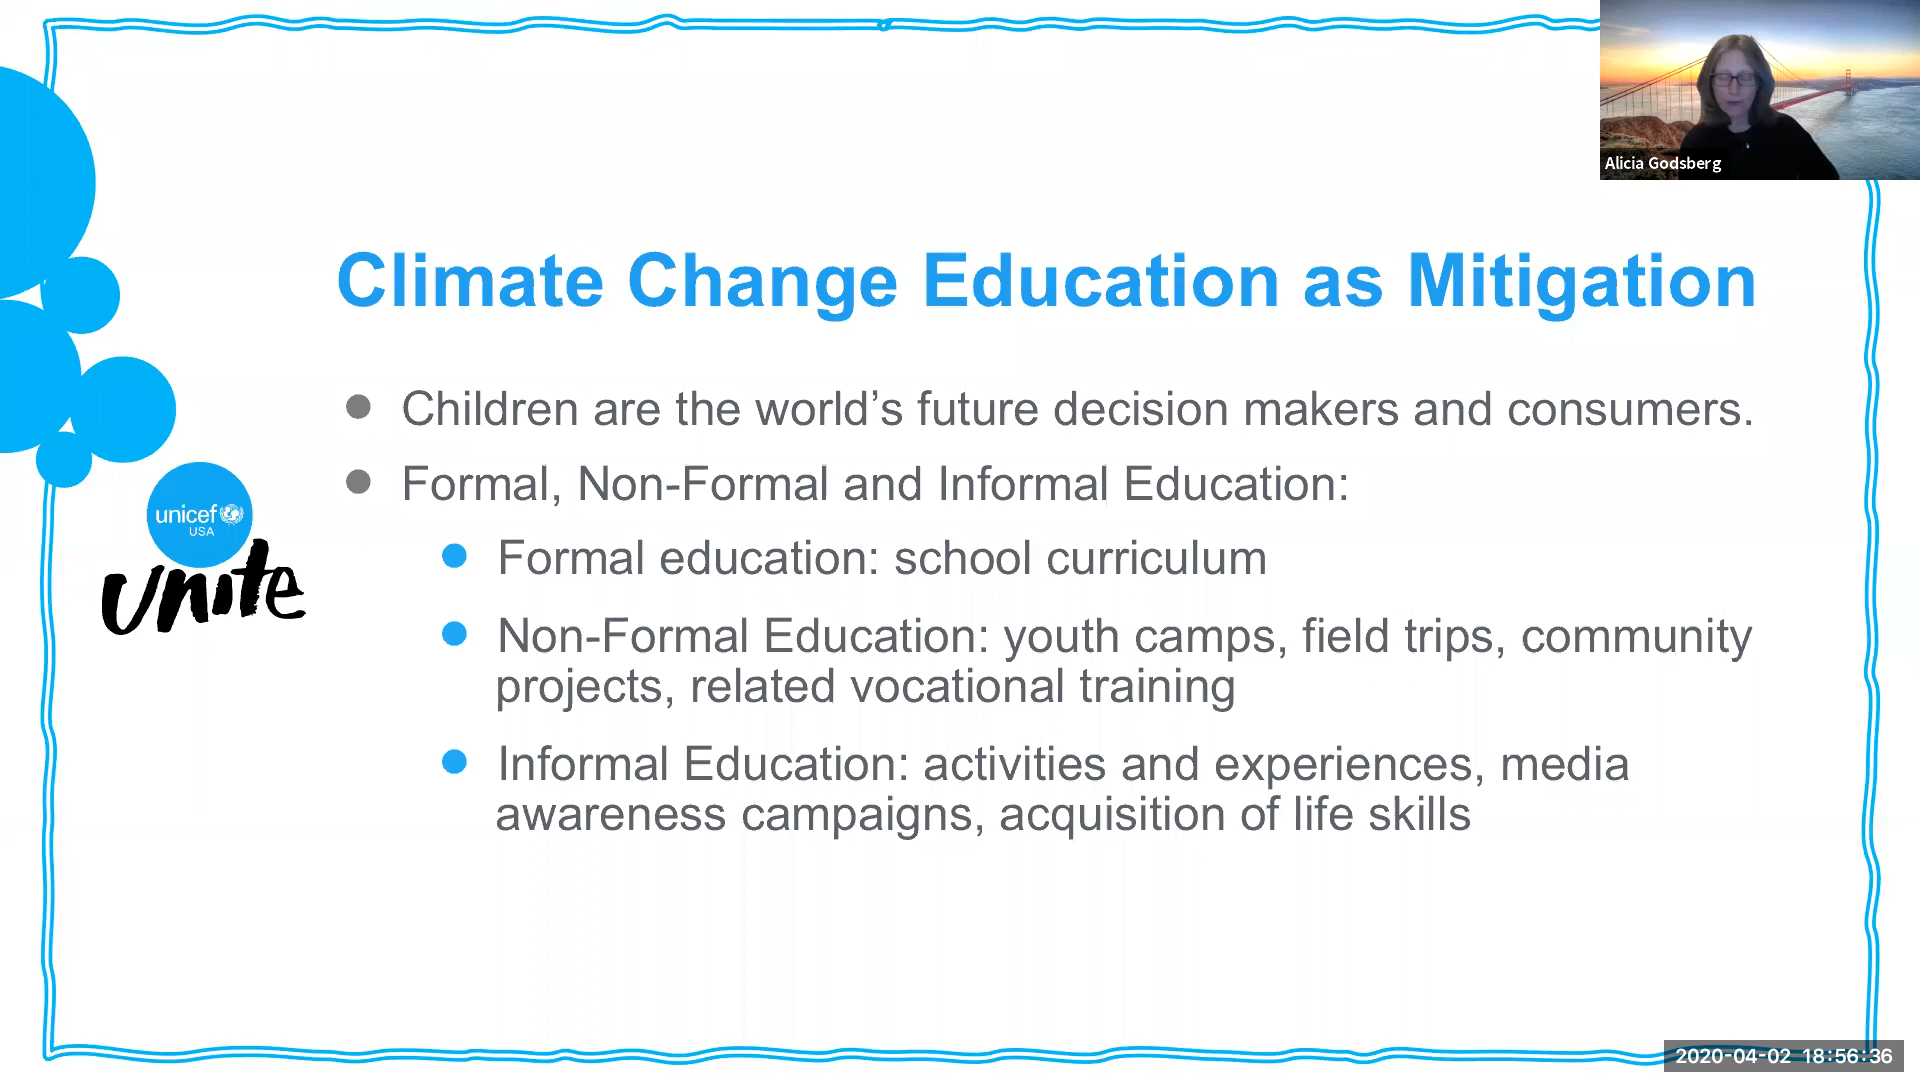 Alicia Godsberg
Climate Change Education as Mitigation
Children are the world’s future decision makers and consumers.
Formal, Non-Formal and Informal Education:
Formal education: school curriculum
Non-Formal Education: youth camps, field trips, community
projects, related vocational training
Informal Education: activities and experiences, media
awareness campaigns, acquisition of life skills
unicef
USA
unite
2020-04-02 18:56:36